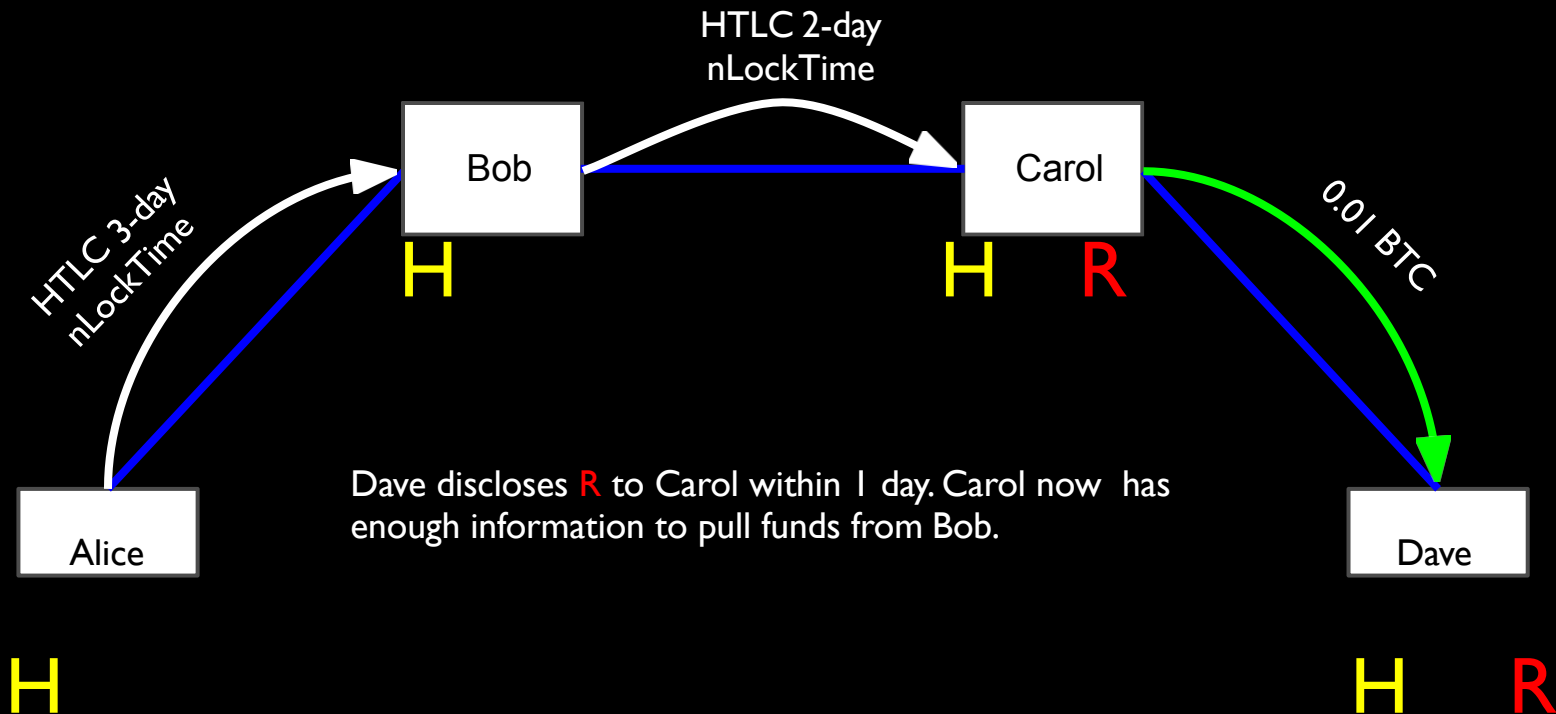 HTLC 2-day
nLockTime
HTLC 3-day
nLockTime
Bob
Carol
0.01 BTC
H
H R
Dave discloses R to Carol within 1 day. Carol now has
enough information to pull funds from Bob.
Alice
Dave
H
H R